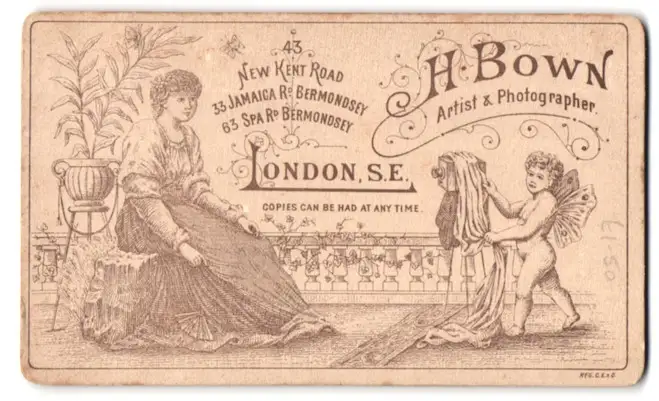 43
New Kent Road
33 Jamaica Rd Bermondsey
63 Spa Rd Bermondsey
London, S.E.
Copies can be had at any time.
H. Bown
Artist & Photographer.